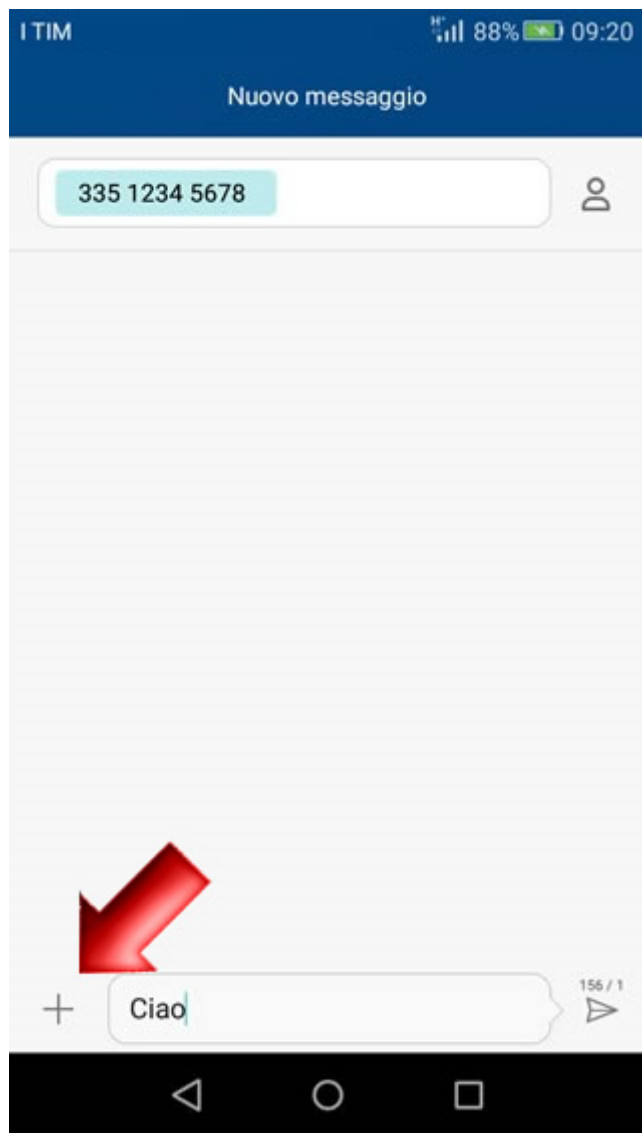 I TIM H+ 88% 09:20
Nuovo messaggio
335 1234 5678
156 / 1
Ciao